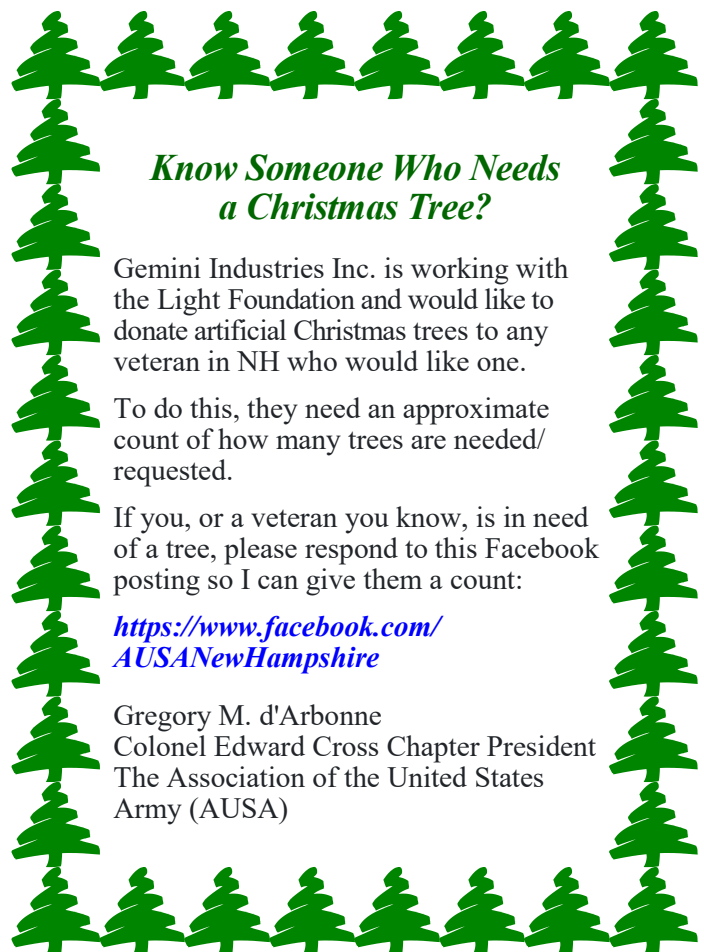 Know Someone Who Needs
a Christmas Tree?
Gemini Industries Inc. is working with
the Light Foundation and would like to
donate artificial Christmas trees to any
veteran in NH who would like one.
To do this, they need an approximate
count of how many trees are needed/
requested.
If you, or a veteran you know, is in need
of a tree, please respond to this Facebook
posting so I can give them a count:
https://www.facebook.com/
AUSANewHampshire
Gregory M. d'Arbonne
Colonel Edward Cross Chapter President
The Association of the United States
Army (AUSA)